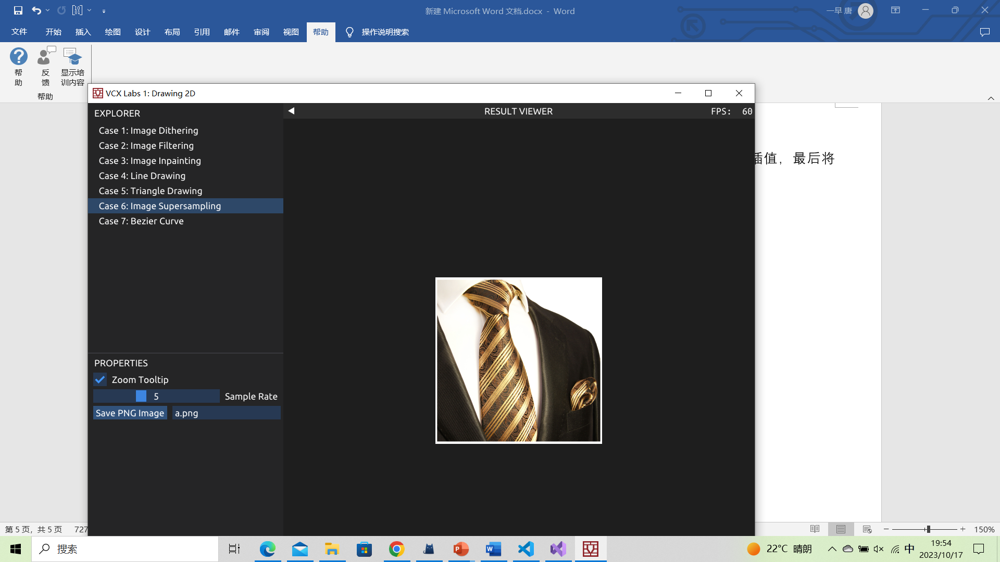 新建 Microsoft Word 文档.docx - Word
一早 唐
文件 开始 插入 绘图 设计 布局 引用 邮件 审阅 视图 帮助 操作说明搜索
帮助
反馈
显示培训内容
帮助
VCX Labs 1: Drawing 2D
EXPLORER
RESULT VIEWER
FPS: 60
Case 1: Image Dithering
Case 2: Image Filtering
Case 3: Image Inpainting
Case 4: Line Drawing
Case 5: Triangle Drawing
Case 6: Image Supersampling
Case 7: Bezier Curve
插值，最后将
PROPERTIES
Zoom Tooltip
5 Sample Rate
Save PNG Image a.png
第 5 页，共 5 页 727
150%
搜索
22°C 晴朗
中
19:54
2023/10/17